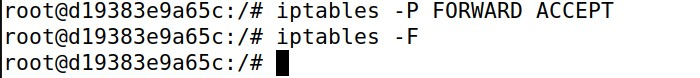 root@d19383e9a65c:/# iptables -P FORWARD ACCEPT
root@d19383e9a65c:/# iptables -F
root@d19383e9a65c:/#